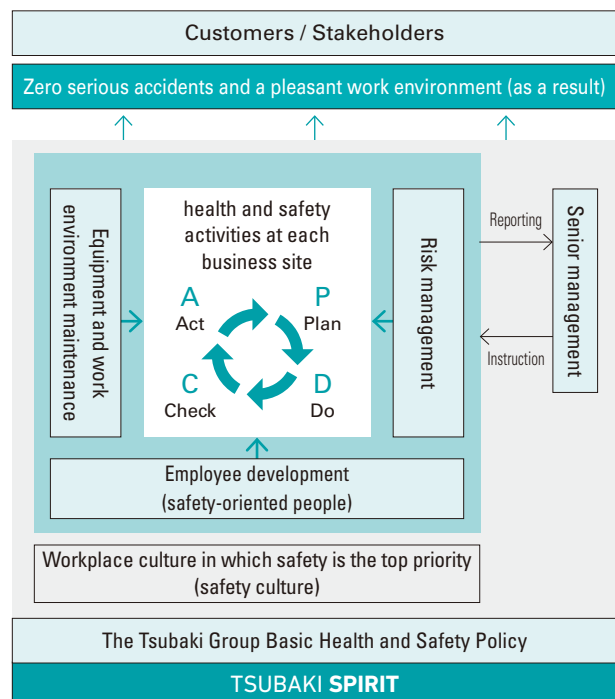 Customers / Stakeholders
Zero serious accidents and a pleasant work environment (as a result)
Equipment and work
environment maintenance
health and safety
activities at each
business site
A
Act
P
Plan
C
Check
D
Do
Risk management
Reporting
Instruction
Senior management
Employee development
(safety-oriented people)
Workplace culture in which safety is the top priority
(safety culture)
The Tsubaki Group Basic Health and Safety Policy
TSUBAKI SPIRIT